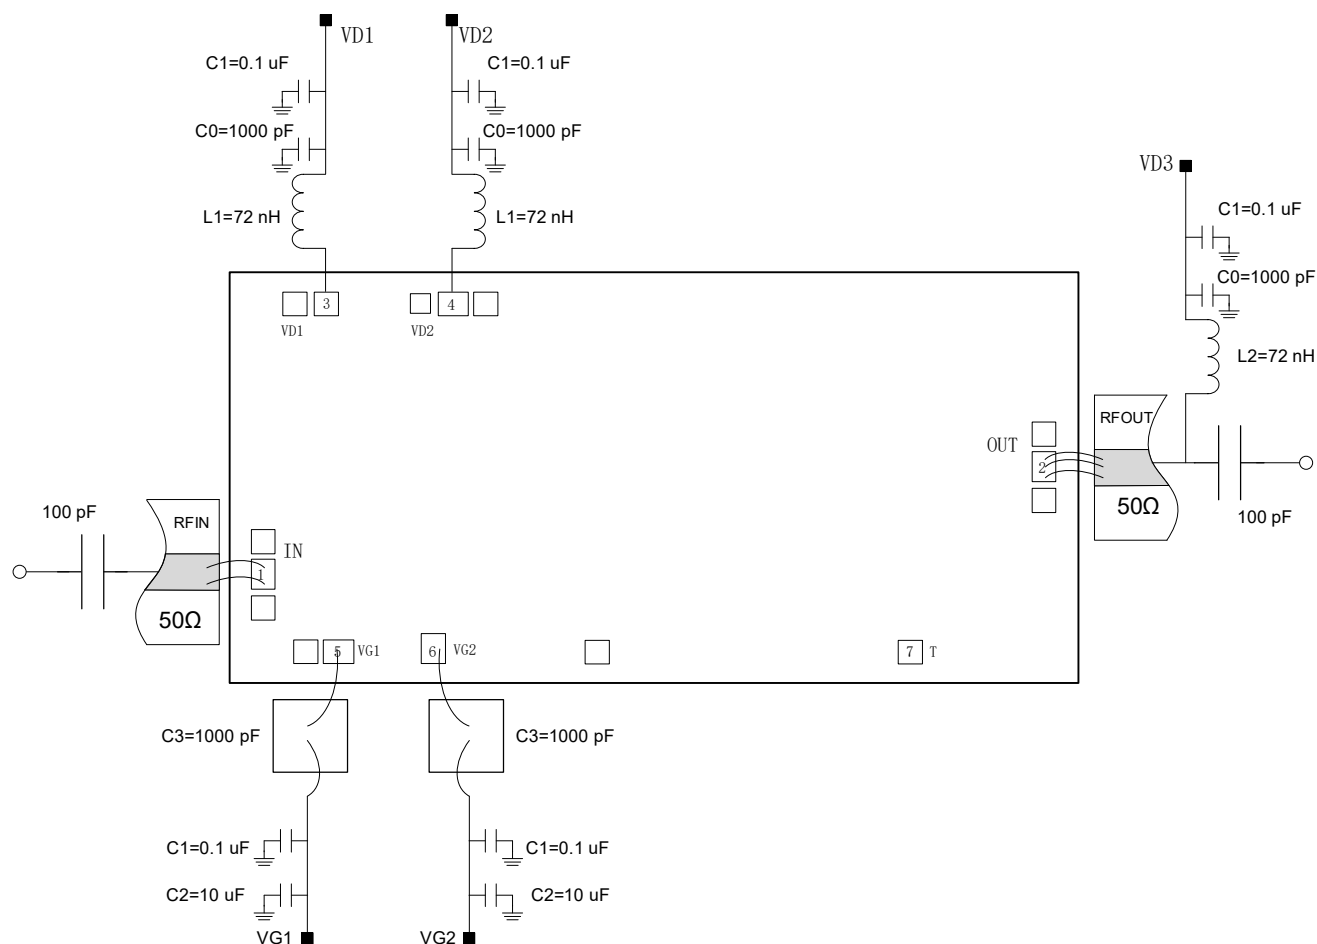 VD1
VD2
C1=0.1 uF
C1=0.1 uF
C0=1000 pF
C0=1000 pF
L1=72 nH
L1=72 nH
VD3
C1=0.1 uF
C0=1000 pF
L2=72 nH
3
4
VD1
VD2
OUT
2
RFOUT
50Ω
100 pF
100 pF
RFIN
50Ω
IN
1
5
VG1
6
VG2
7
T
C3=1000 pF
C3=1000 pF
C1=0.1 uF
C1=0.1 uF
C2=10 uF
C2=10 uF
VG1
VG2